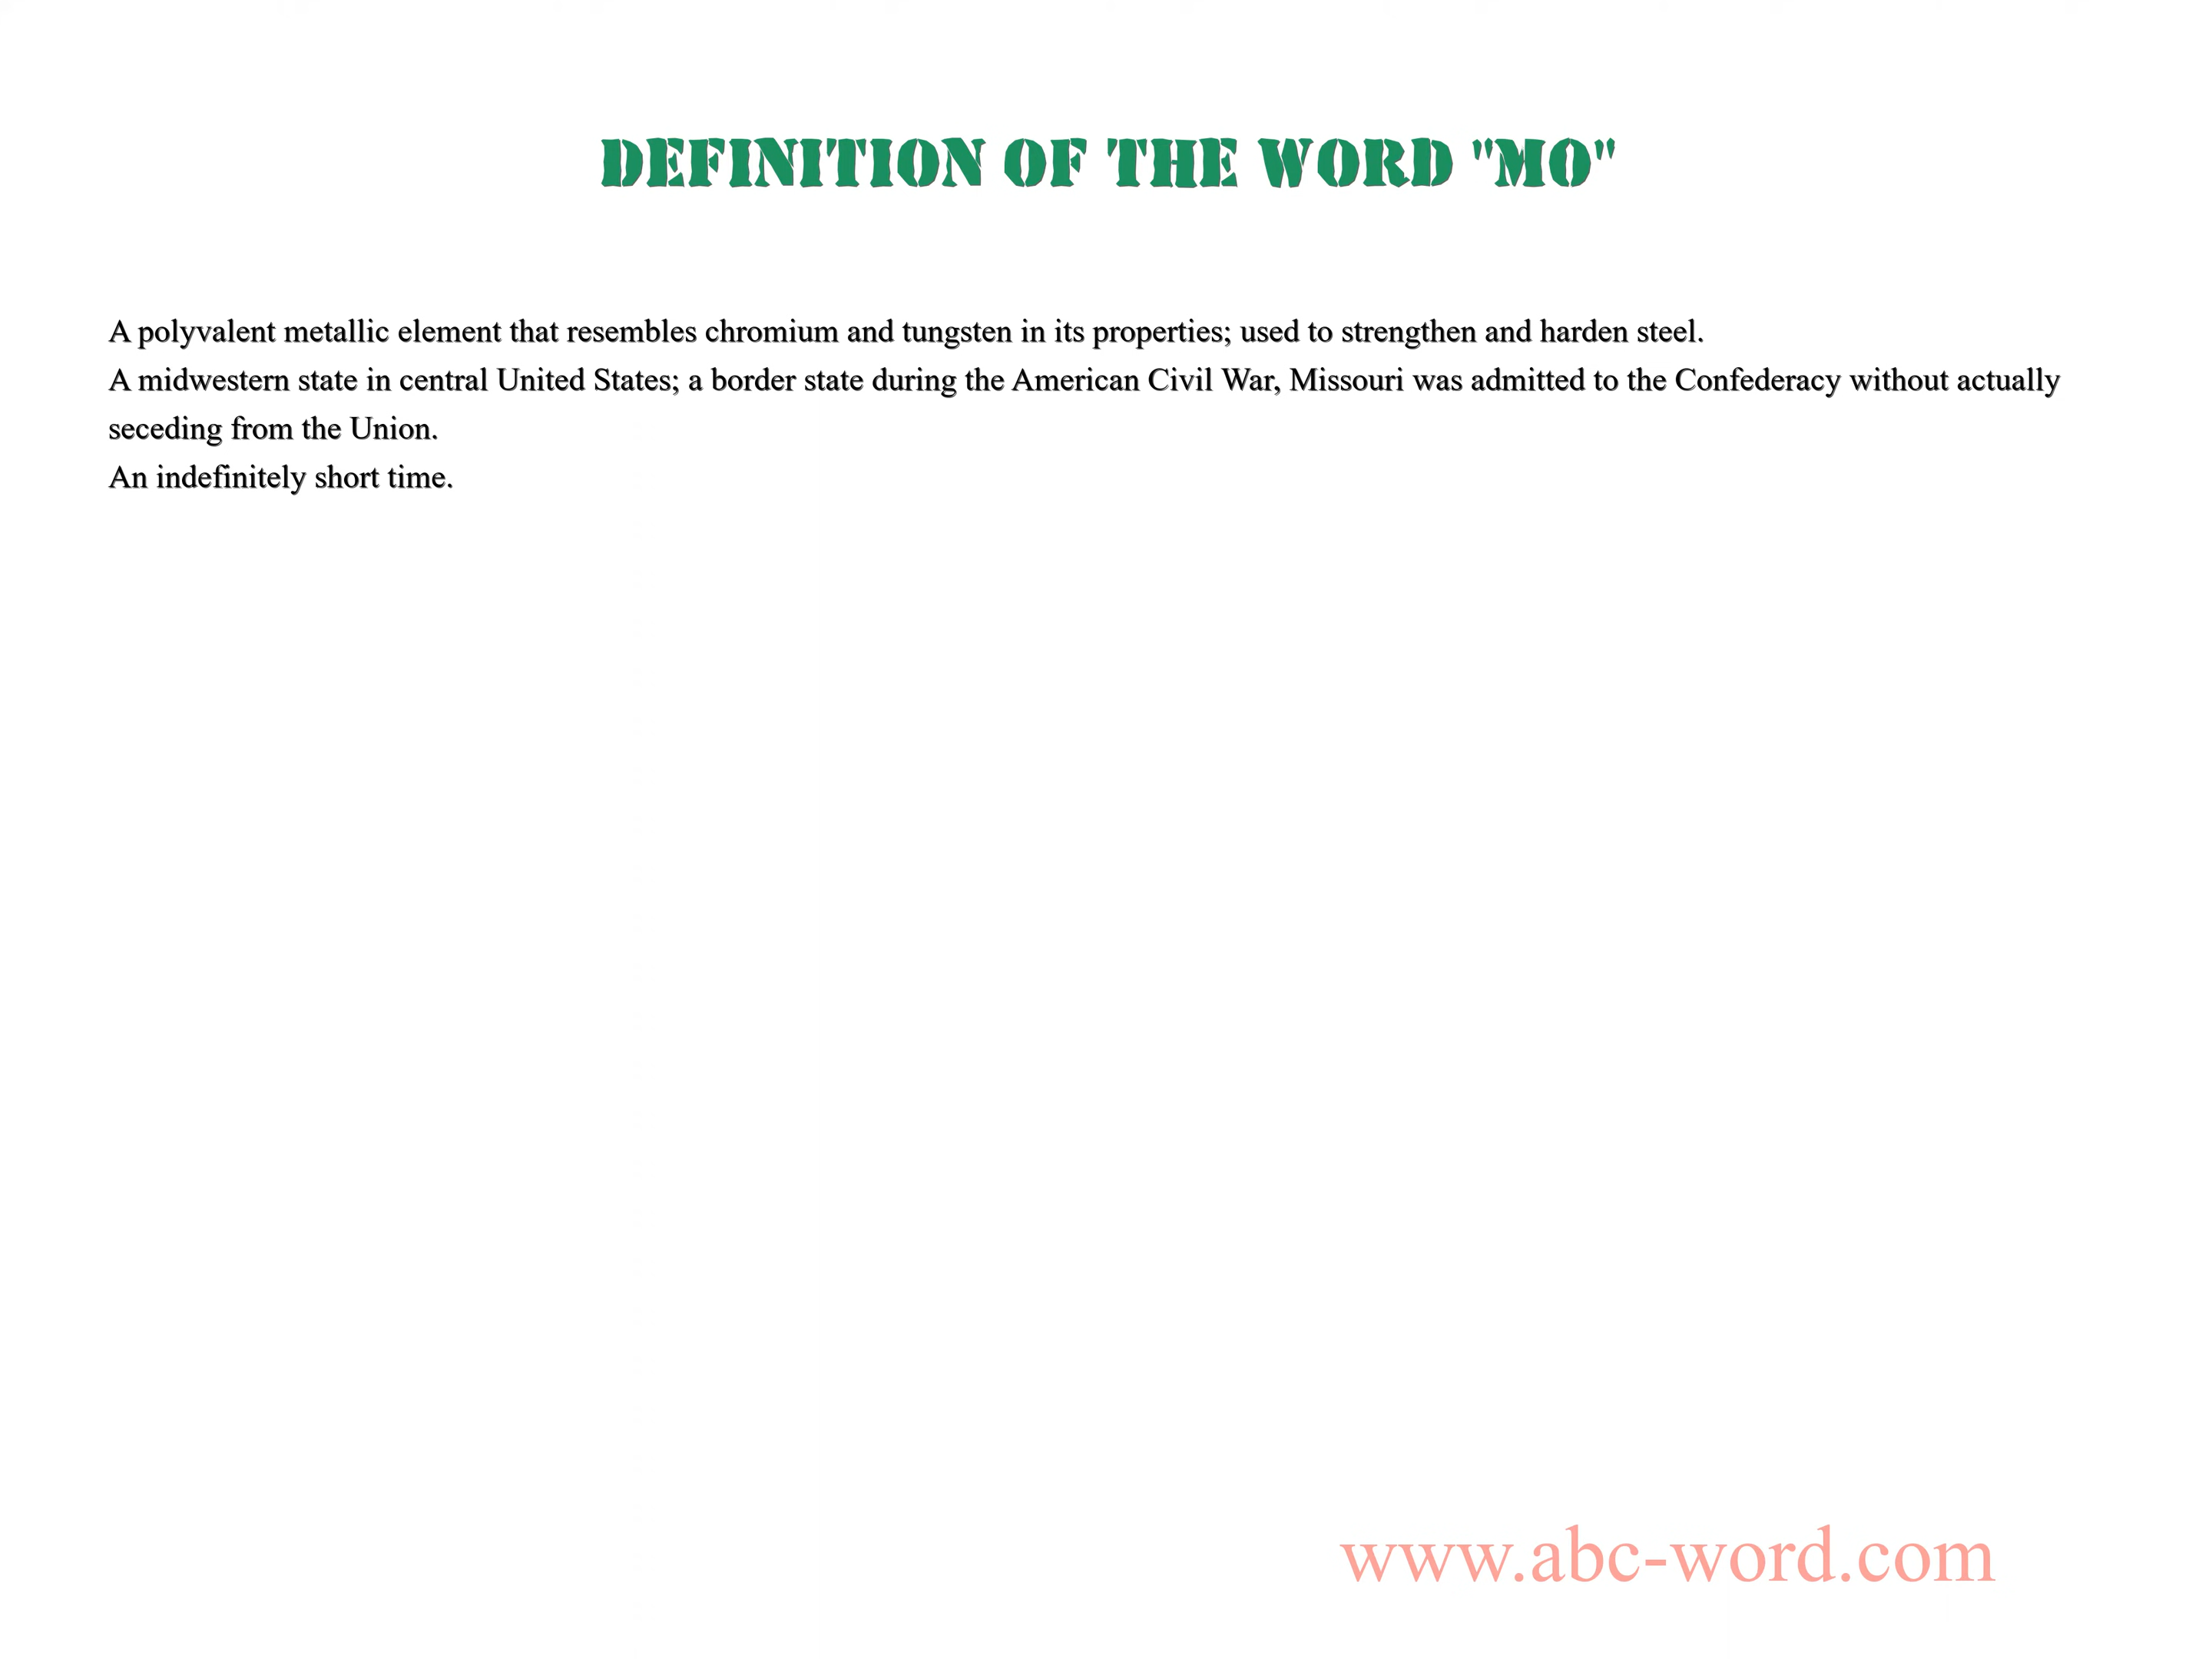 DEFINITION OF THE WORD "MO"
A polyvalent metallic element that resembles chromium and tungsten in its properties; used to strengthen and harden steel.
A midwestern state in central United States; a border state during the American Civil War, Missouri was admitted to the Confederacy without actually
seceding from the Union.
An indefinitely short time.
www.abc-word.com